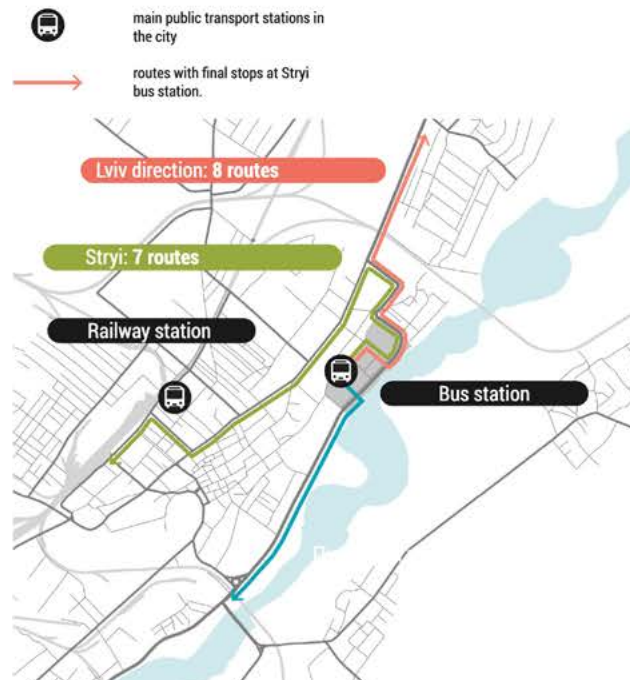 main public transport stations in
the city
routes with final stops at Stryi
bus station.
Lviv direction: 8 routes
Stryi: 7 routes
Railway station
Bus station